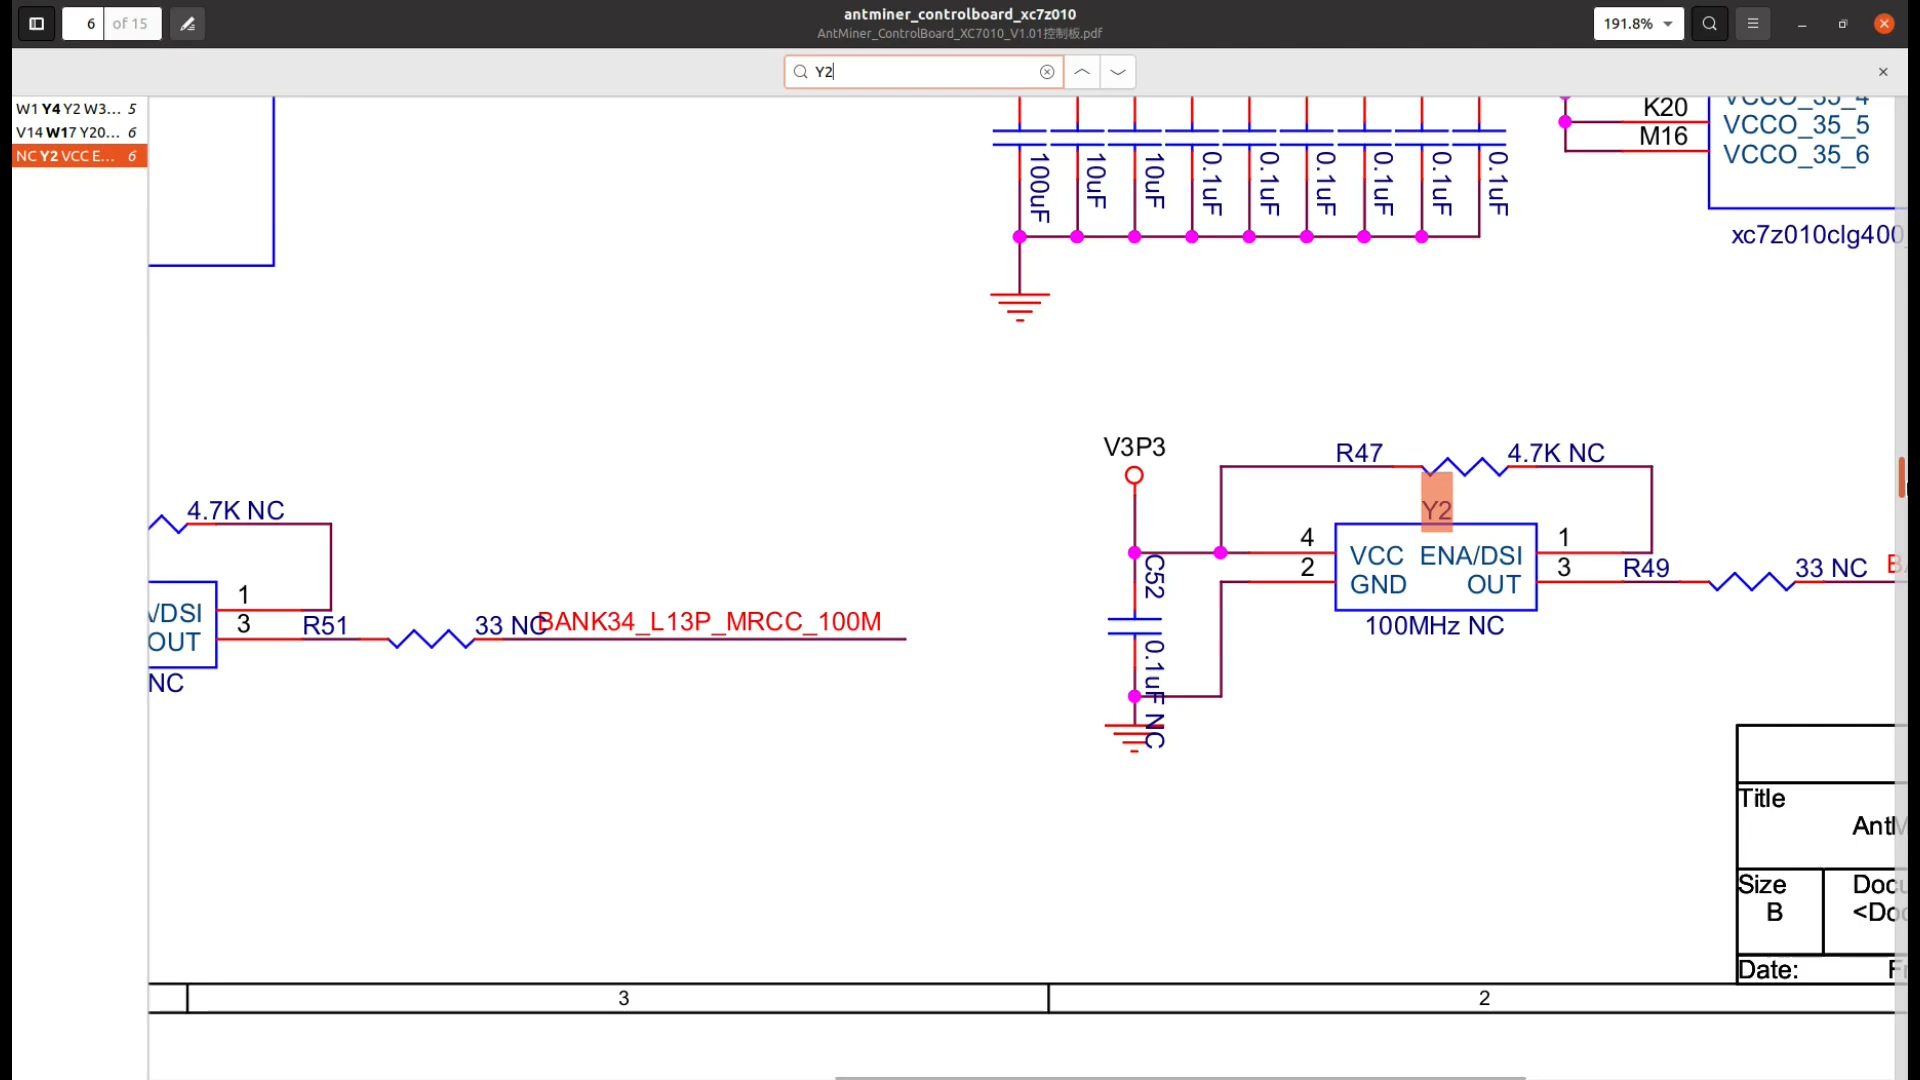 6 of 15
antminer_controlboard_xc7z010
AntMiner_ControlBoard_XC7010_V1.01控制板.pdf
191.8%
Y2
W1 Y4 Y2 W3... 5
V14 W17 Y20... 6
NC Y2 VCC E... 6
100uF
10uF
10uF
0.1uF
0.1uF
0.1uF
0.1uF
0.1uF
0.1uF
VCCO_35_4
K20
VCCO_35_5
M16
VCCO_35_6
xc7z010clg400
V3P3
R47
4.7K NC
Y2
4
VCC
ENA/DSI
1
2
GND
OUT
3
R49
33 NC
100MHz NC
C52
0.1uF NC
4.7K NC
1
/DSI
3
OUT
R51
33 NC
BANK34_L13P_MRCC_100M
NC
Title
Size
B
Date:
3
2